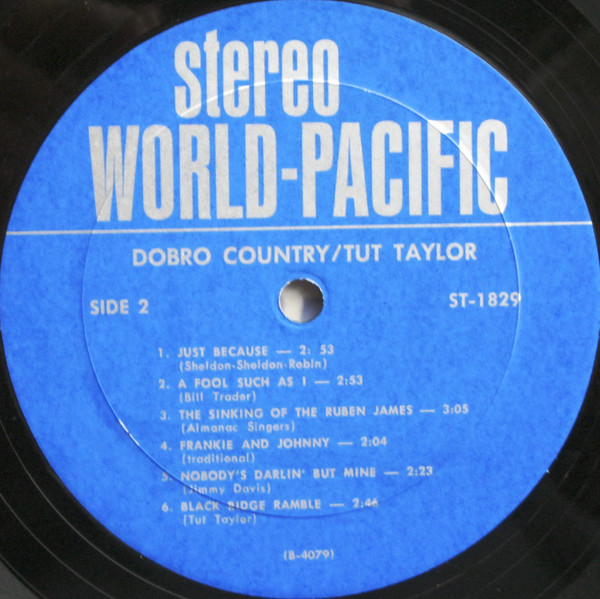 stereo
WORLD-PACIFIC
DOBRO COUNTRY/TUT TAYLOR
SIDE 2 ST-1829
1. JUST BECAUSE — 2: 53
(Sheldon-Sheldon-Robin)
2. A FOOL SUCH AS I — 2:53
(Bill Trader)
3. THE SINKING OF THE RUBEN JAMES — 3:05
(Almanac Singers)
4. FRANKIE AND JOHNNY — 2:04
(traditional)
5. NOBODY'S DARLIN' BUT MINE — 2:23
(Jimmy Davis)
6. BLACK RIDGE RAMBLE — 2:46
(Tut Taylor)
(B-4079)